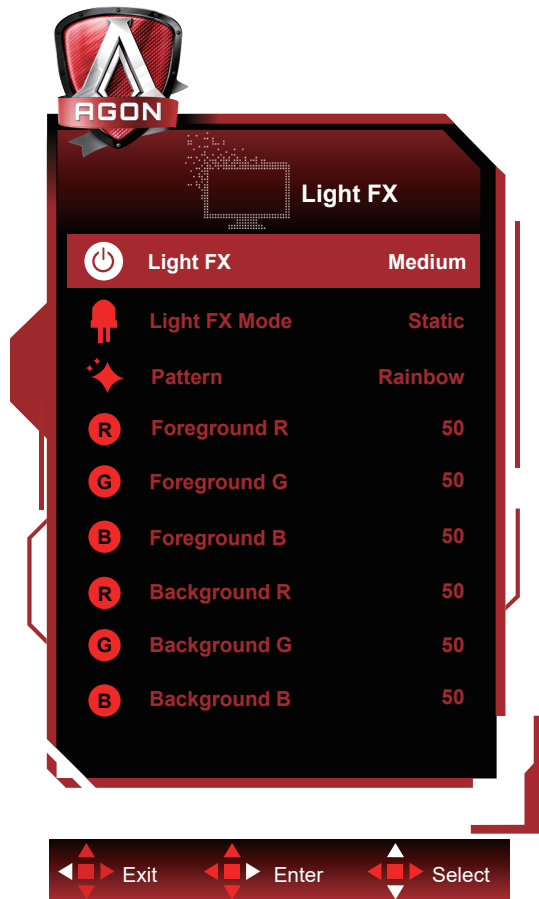 AGON
Light FX
Light FX Medium
Light FX Mode Static
Pattern Rainbow
R Foreground R 50
G Foreground G 50
B Foreground B 50
R Background R 50
G Background G 50
B Background B 50
Exit Enter Select